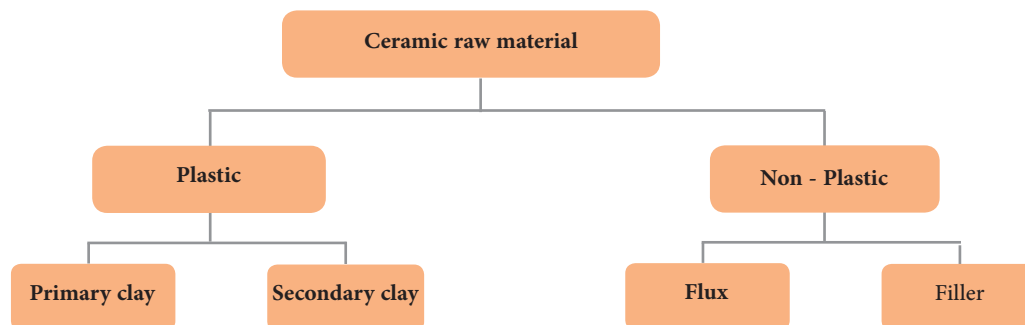 Ceramic raw material
Plastic
Non - Plastic
Primary clay
Secondary clay
Flux
Filler